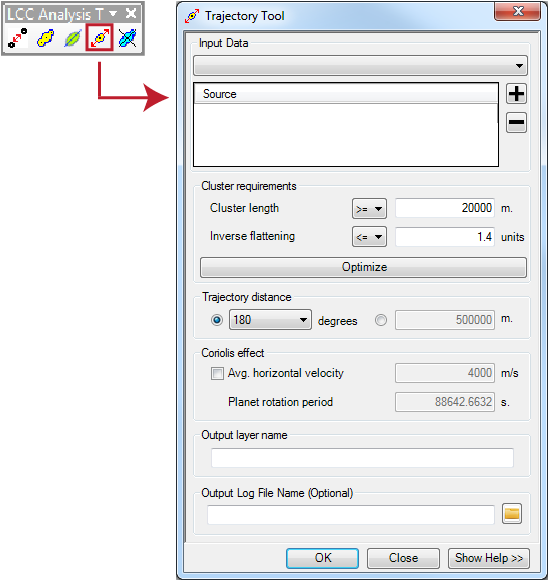 LCC Analysis T
Trajectory Tool
Input Data
Source
Cluster requirements
Cluster length >= 20000 m.
Inverse flattening <= 1.4 units
Optimize
Trajectory distance
180 degrees 500000 m.
Coriolis effect
Avg. horizontal velocity 4000 m/s
Planet rotation period 88642.6632 s.
Output layer name
Output Log File Name (Optional)
OK Close Show Help >>